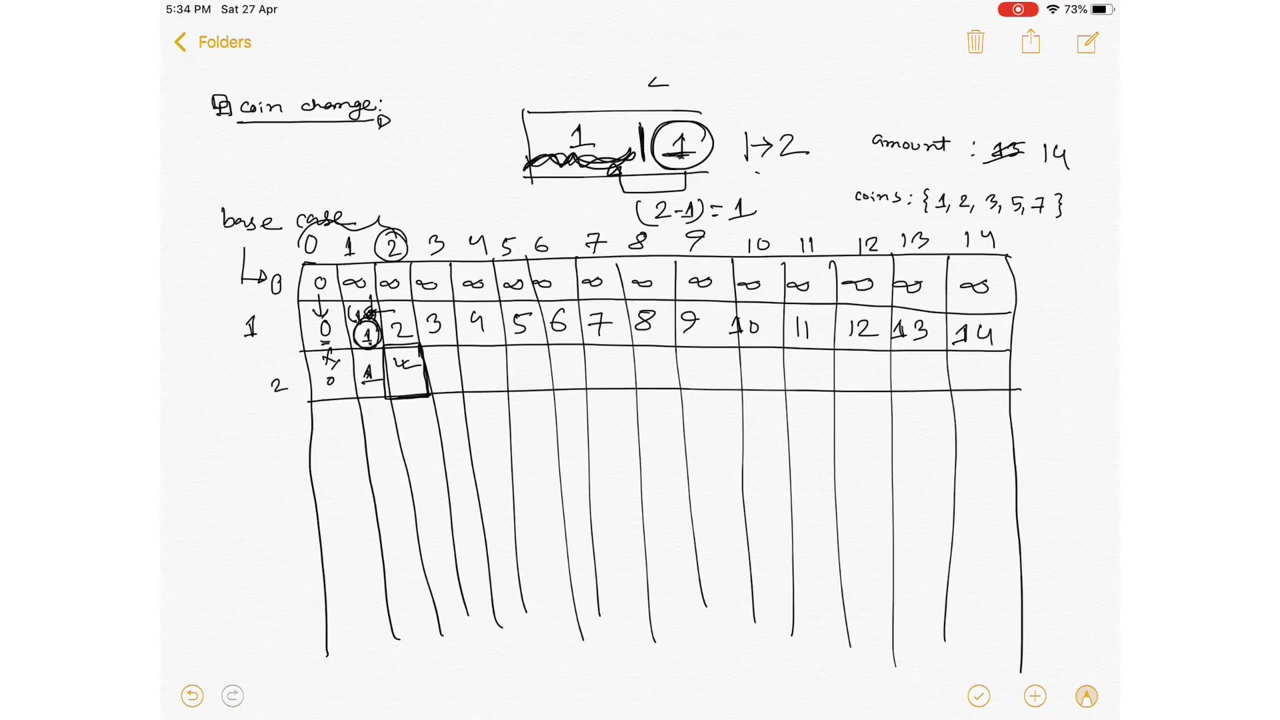 5:34 PM Sat 27 Apr
73%
Folders
coin change:
1 | 1
1→2
amount : 15 14
(2-1)=1
coins: {1, 2, 3, 5, 7}
base case
0 1 2 3 4 5 6 7 8 9 10 11 12 13 14
0 0 ∞ ∞ ∞ ∞ ∞ ∞ ∞ ∞ ∞ ∞ ∞ ∞ ∞ ∞
1 0 1 2 3 4 5 6 7 8 9 10 11 12 13 14
2 0 1